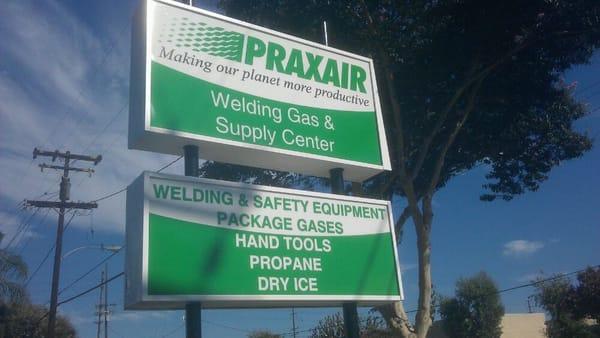 PRAXAIR
Making our planet more productive
Welding Gas &
Supply Center
WELDING & SAFETY EQUIPMENT
PACKAGE GASES
HAND TOOLS
PROPANE
DRY ICE